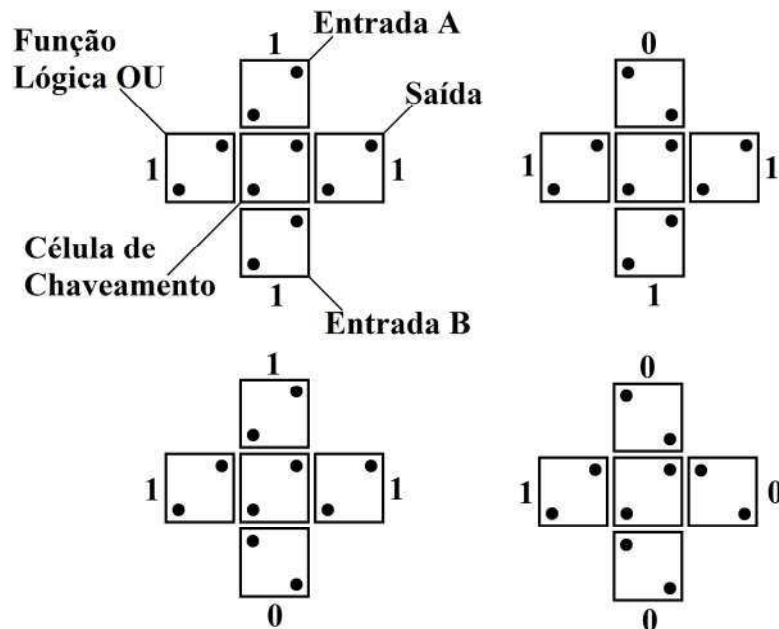 Função
Lógica OU
1
Entrada A
Saída
1
1
Célula de
Chaveamento
1
Entrada B
0
1
1
1
1
1
1
0
0
1
0
0